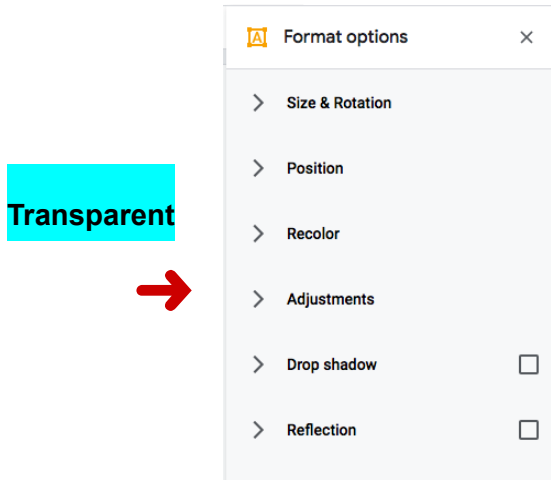 Format options
Size & Rotation
Position
Transparent
Recolor
Adjustments
Drop shadow
Reflection